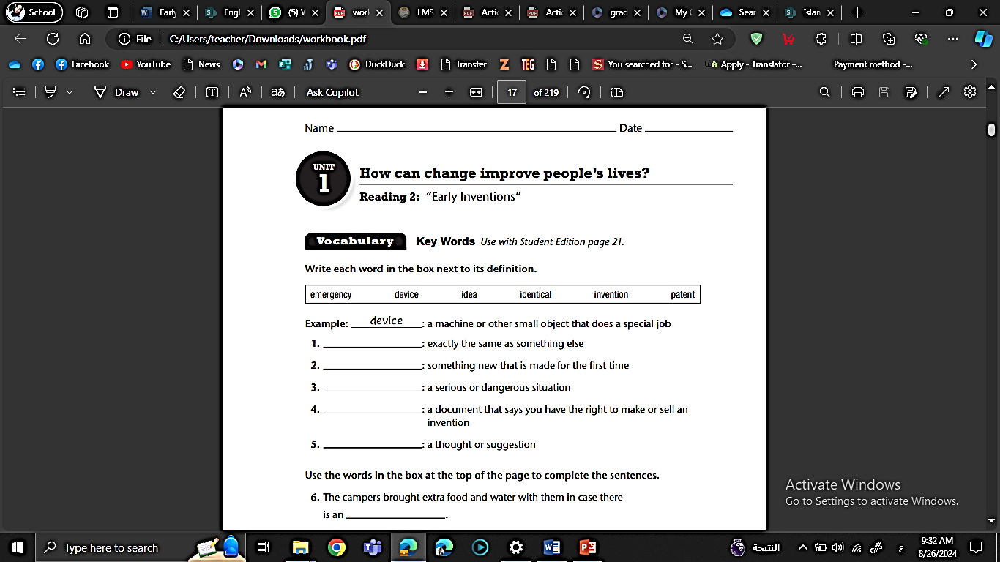 School
Earl
Engl
(5) W
work
LMS
Actic
Actic
grad
My C
Sear
islan
File C:/Users/teacher/Downloads/workbook.pdf
Facebook YouTube News DuckDuck Transfer TEG You searched for - S... Apply - Translator -... Payment method -...
Draw Ask Copilot 17 of 219
Name Date
UNIT
1
How can change improve people's lives?
Reading 2: “Early Inventions”
Vocabulary Key Words Use with Student Edition page 21.
Write each word in the box next to its definition.
emergency device idea identical invention patent
Example: device : a machine or other small object that does a special job
1. : exactly the same as something else
2. : something new that is made for the first time
3. : a serious or dangerous situation
4. : a document that says you have the right to make or sell an
invention
5. : a thought or suggestion
Use the words in the box at the top of the page to complete the sentences.
6. The campers brought extra food and water with them in case there
is an .
Activate Windows
Go to Settings to activate Windows.
Type here to search
النتيجة
ع
9:32 AM
8/26/2024